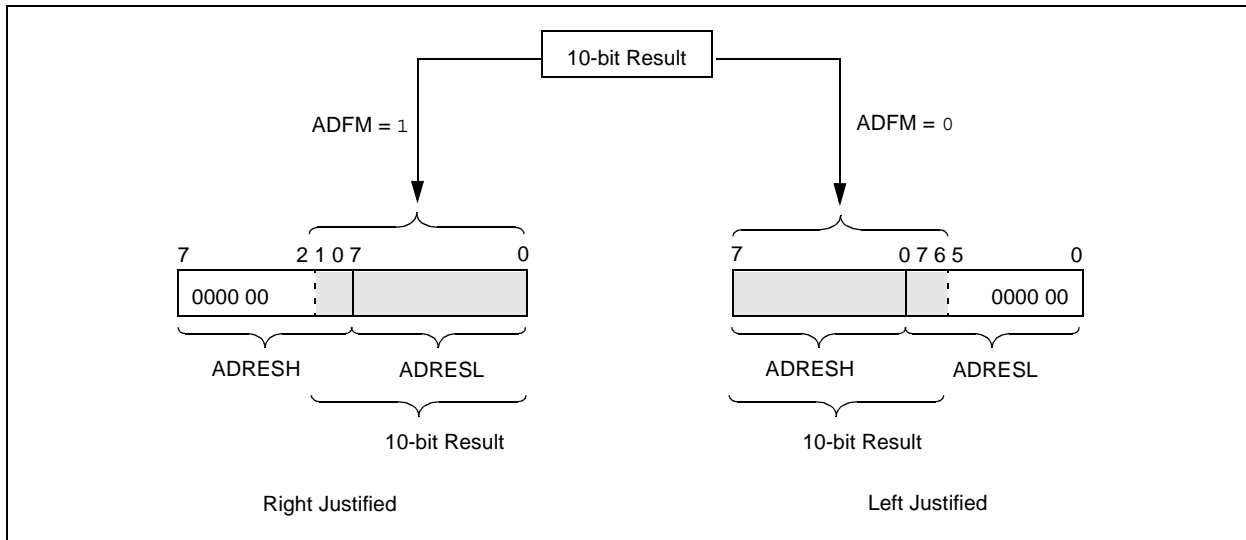 10-bit Result
ADFM = 1
ADFM = 0
7 2 1 0 7 0
7 0 7 6 5 0
0000 00
0000 00
ADRESH ADRESL
ADRESH ADRESL
10-bit Result
10-bit Result
Right Justified
Left Justified